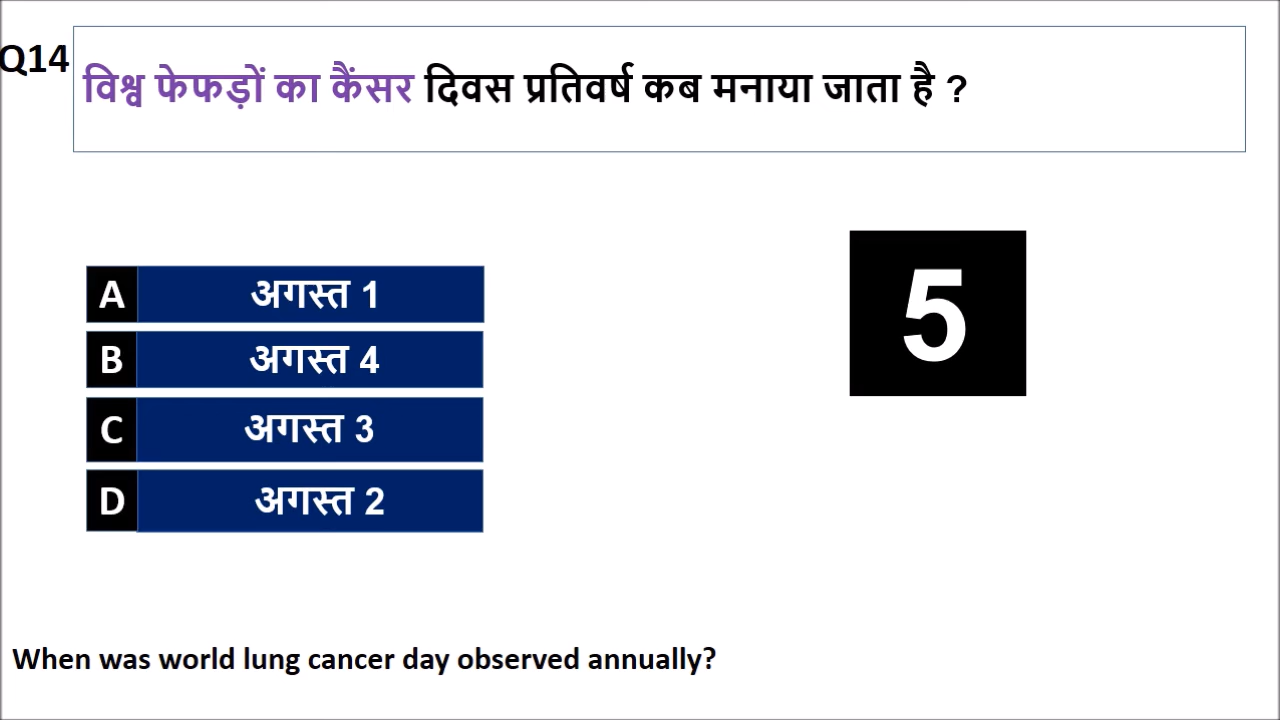 Q14
विश्व फेफड़ों का कैंसर दिवस प्रतिवर्ष कब मनाया जाता है ?
A अगस्त 1
B अगस्त 4
C अगस्त 3
D अगस्त 2
5
When was world lung cancer day observed annually?